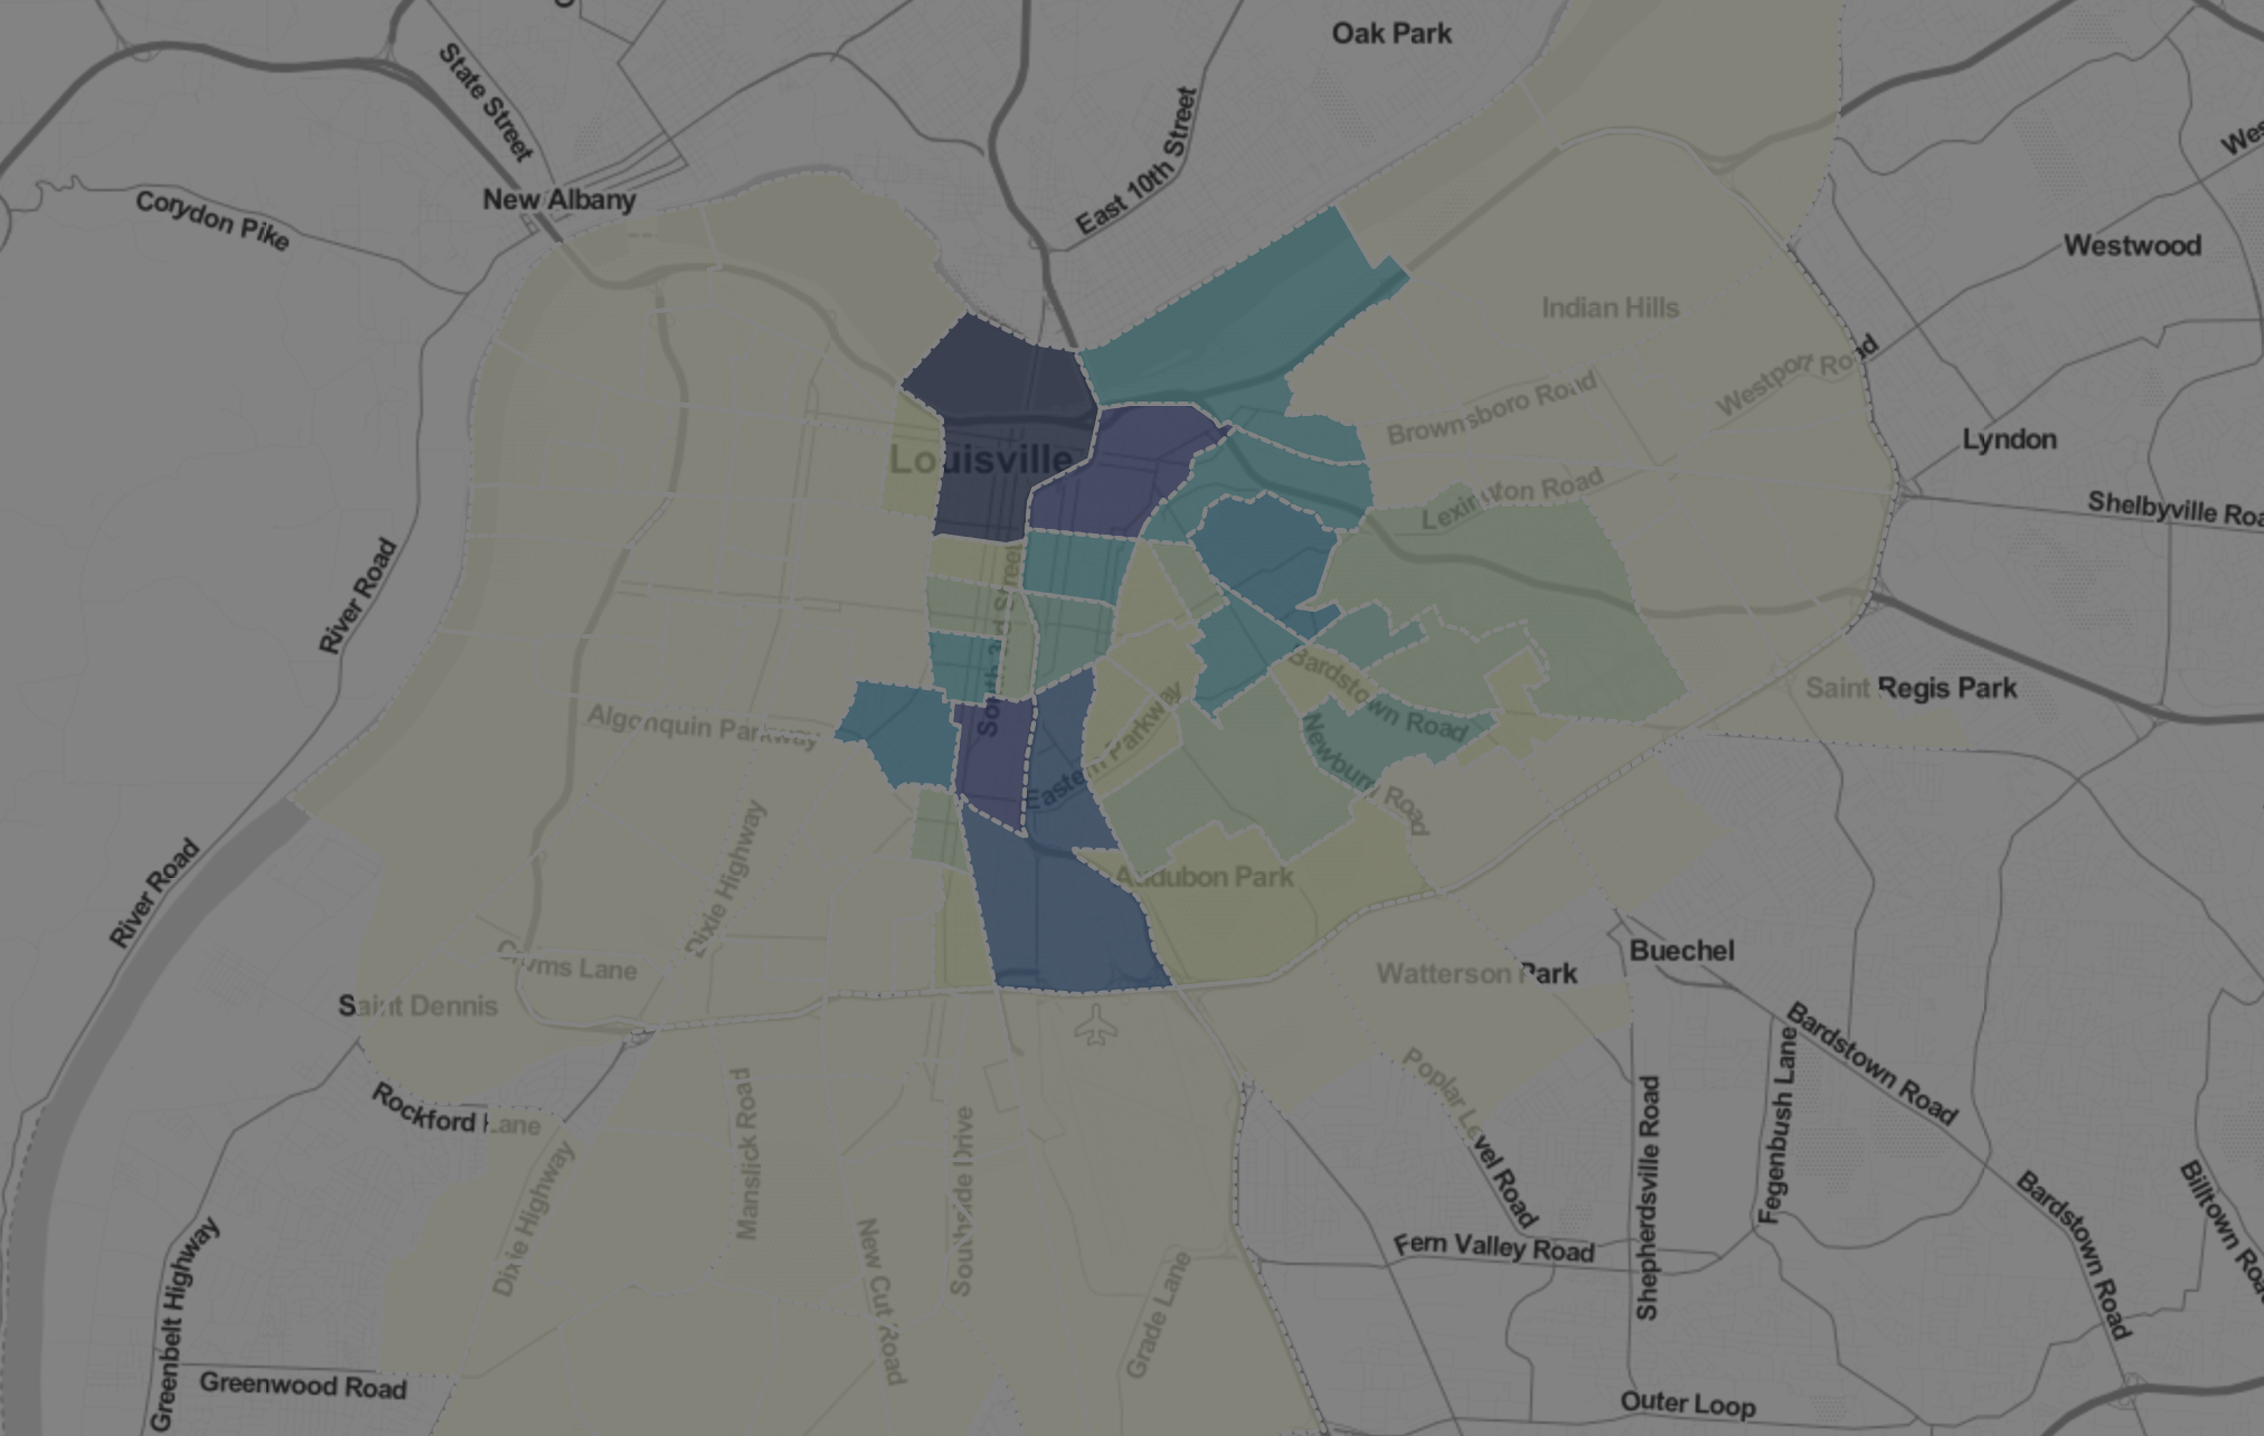 Oak Park
State Street
East 10th Street
New Albany
Corydon Pike
Westwood
Indian Hills
Westport Road
Brownsboro Road
Lyndon
Louisville
Lexington Road
Shelbyville
River Road
South 3rd Street
Bardstown Road
Saint Regis Park
Algonquin Parkway
Eastern Parkway
Newburg Road
Dixie Highway
River Road
Audubon Park
Buechel
Watterson Park
Crums Lane
Saint Dennis
Bardstown Road
Rockford Lane
Poplar Level Road
Manslick Road
Southside Drive
Shepherdsville Road
Fegenbush Lane
Bardstown Road
Billtown
Dixie Highway
New Cut Road
Grade Lane
Fern Valley Road
Greenbelt Highway
Greenwood Road
Outer Loop